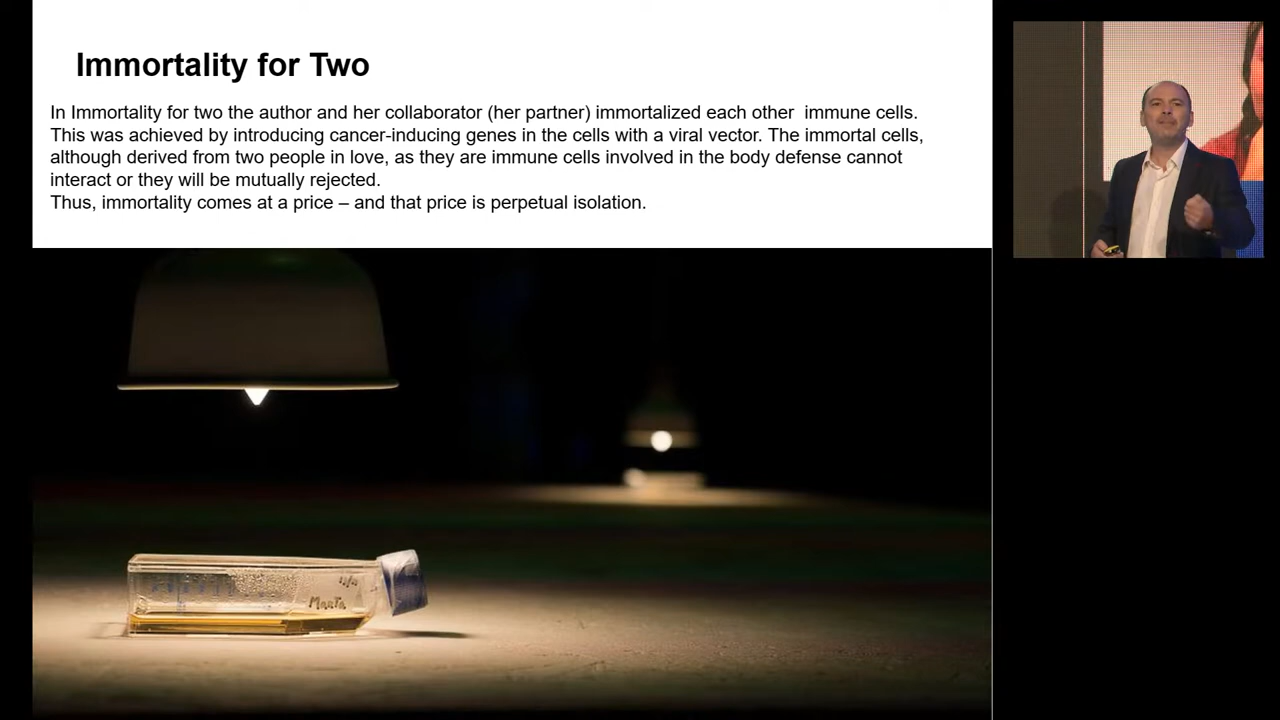 Immortality for Two
In Immortality for two the author and her collaborator (her partner) immortalized each other  immune cells.
This was achieved by introducing cancer-inducing genes in the cells with a viral vector. The immortal cells,
although derived from two people in love, as they are immune cells involved in the body defense cannot
interact or they will be mutually rejected.
Thus, immortality comes at a price – and that price is perpetual isolation.
Marta